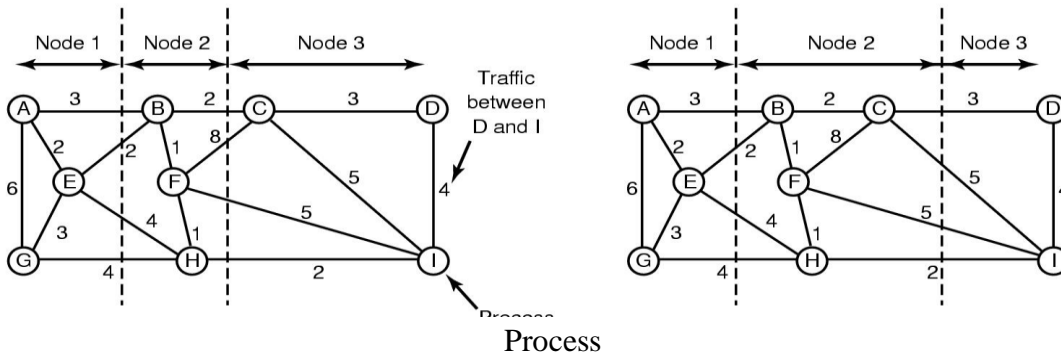 Node 1 Node 2 Node 3
Traffic
between
D and I
A 3 B 2 C 3 D
2 2 1 8
6 E F 5 4
3 4 5
1
G 4 H 2 I
Process
Node 1 Node 2 Node 3
A 3 B 2 C 3 D
2 2 1 8
6 E F 5
3 4 5
1
G 4 H 2 I
Process